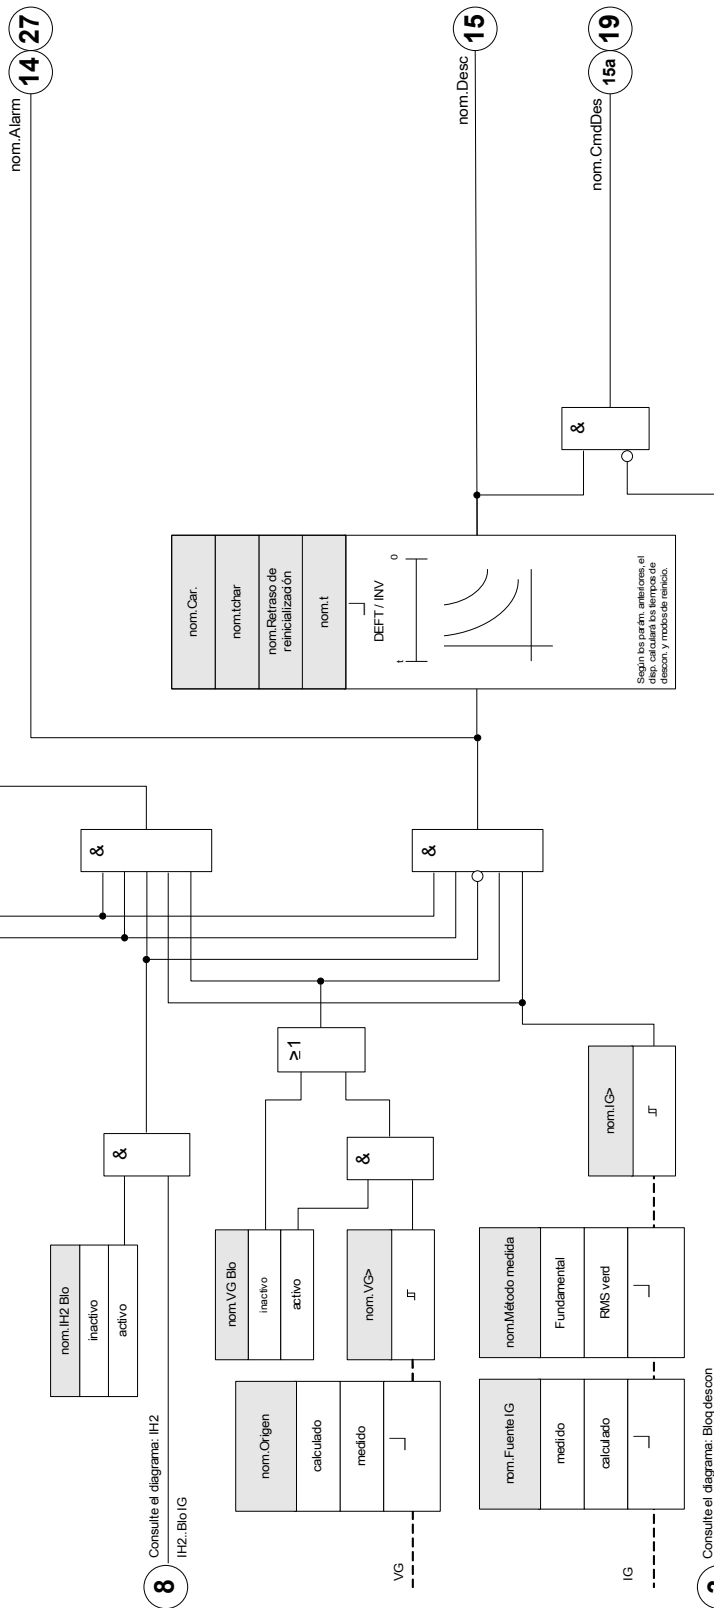 14
27
nom.Alarm
15
nom.Desc
15a
19
nom.CmdDes
&
nom.Car.
nom.tchar
nom.Retraso de
reinicialización
nom.t
DEFT / INV
t
0
Según los parám. anteriores, el
disp. calculará los tiempos de
descon. y modos de reinicio.
&
&
≥1
&
nom.IH2 Blo
inactivo
activo
8
Consulte el diagrama: IH2
IH2..Blo IG
nom.VG Blo
inactivo
activo
&
nom.VG>
nom.Origen
calculado
medido
VG
nom.IG>
nom.Método medida
Fundamental
RMS verd
nom.Fuente IG
medido
calculado
IG
Consulte el diagrama: Bloq descon